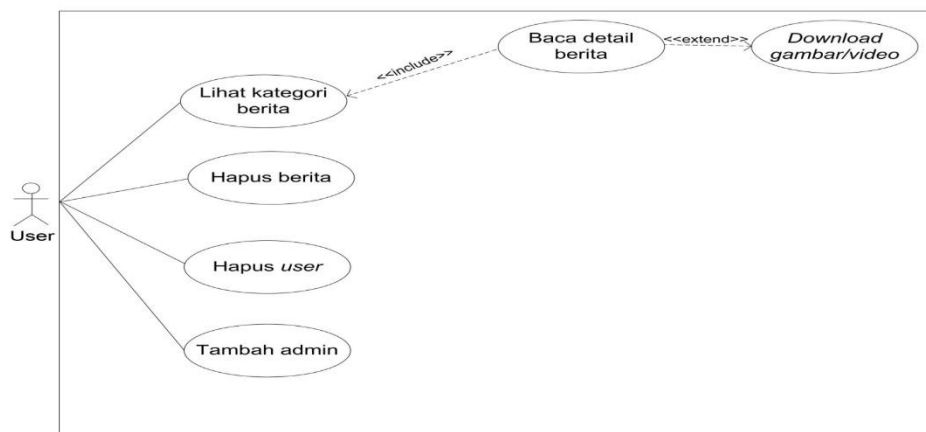 Baca detail
berita
<<extend>>
Download
gambar/video
<<include>>
Lihat kategori
berita
Hapus berita
User
Hapus user
Tambah admin